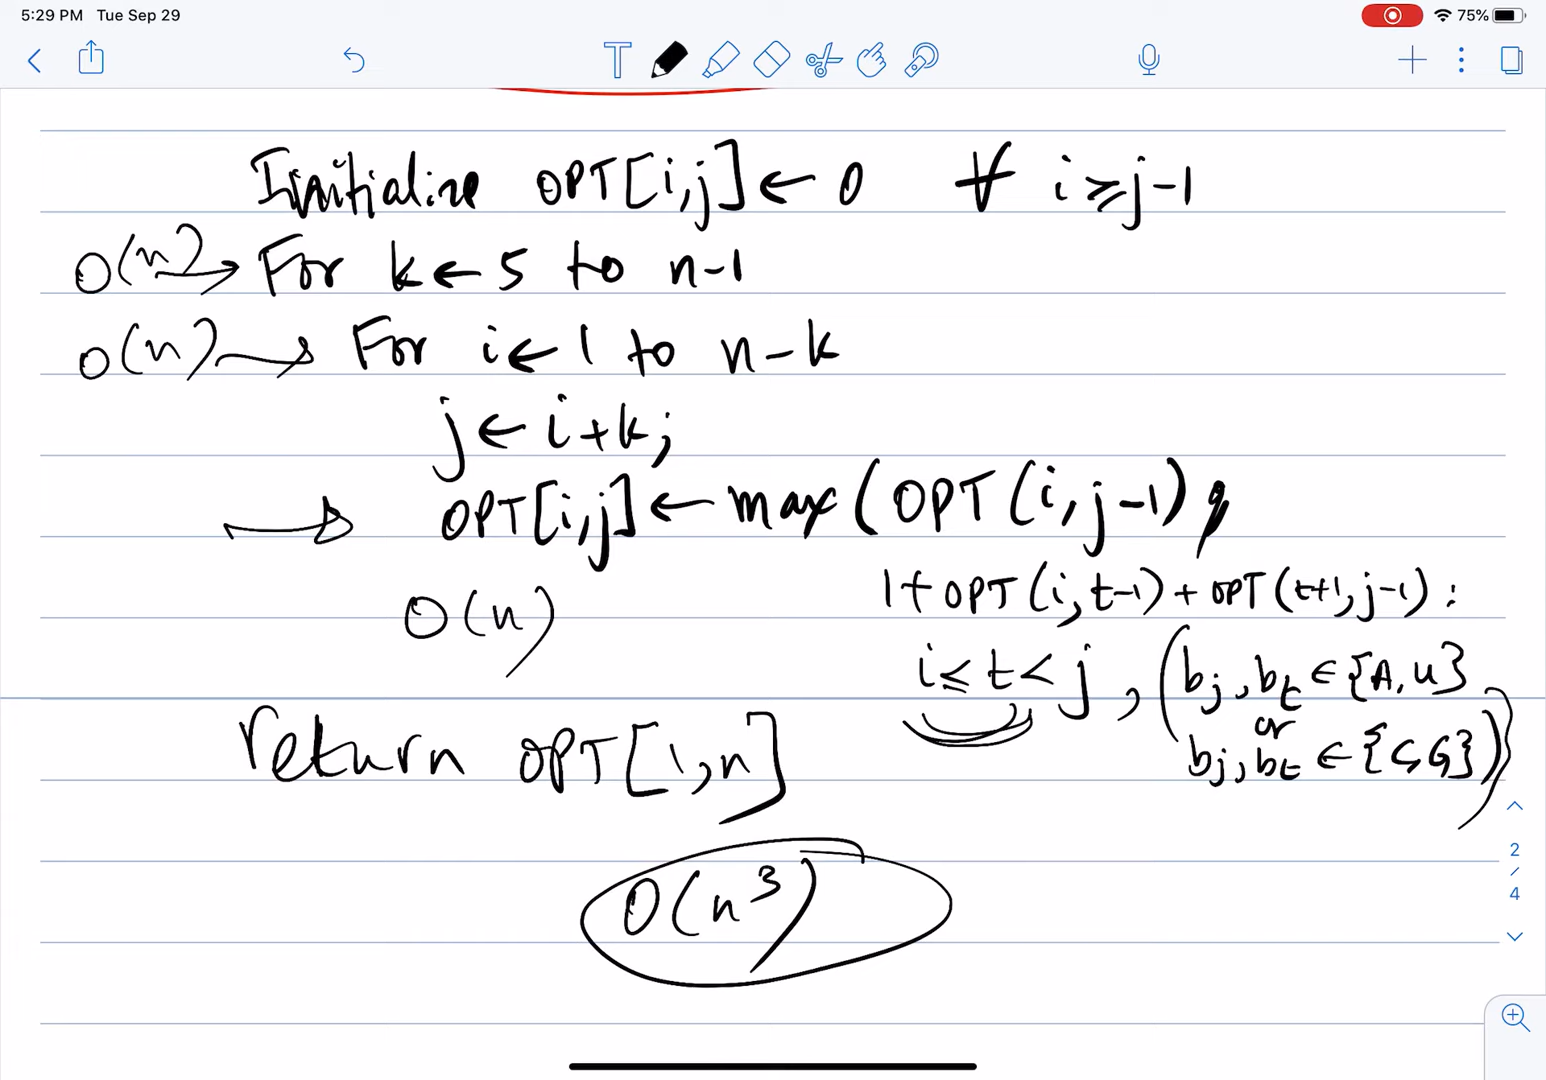 5:29 PM Tue Sep 29
75%
T
Initialize OPT[i,j] ← 0 ∀ i ≥ j-1
O(n) → For k ← 5 to n-1
O(n) → For i ← 1 to n-k
j ← i+k;
→ OPT[i,j] ← max(OPT(i,j-1),
O(n) 1+OPT(i,t-1)+OPT(t+1,j-1) :
i ≤ t < j, (bj, bt ∈ {A,U}
or
bj, bt ∈ {C,G})
return OPT[1,n]
O(n³)
2
/
4